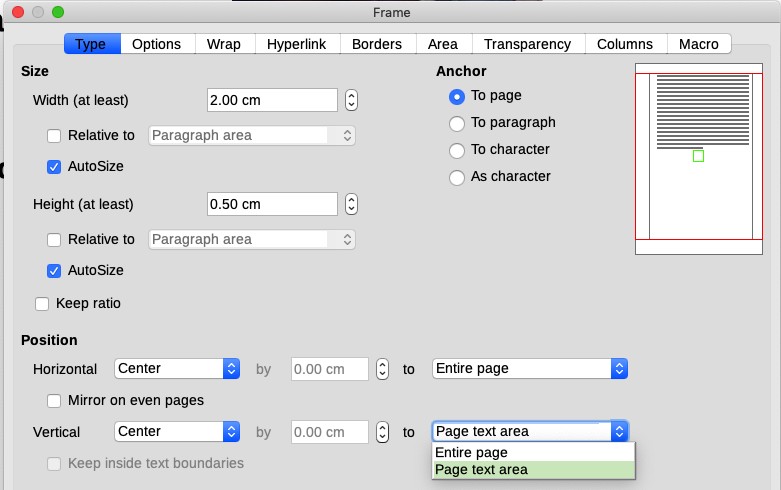 Frame
Type Options Wrap Hyperlink Borders Area Transparency Columns Macro
Size
Width (at least) 2.00 cm
Relative to Paragraph area
AutoSize
Height (at least) 0.50 cm
Relative to Paragraph area
AutoSize
Keep ratio
Anchor
To page
To paragraph
To character
As character
Position
Horizontal Center by 0.00 cm to Entire page
Mirror on even pages
Vertical Center by 0.00 cm to Page text area
Entire page
Page text area
Keep inside text boundaries